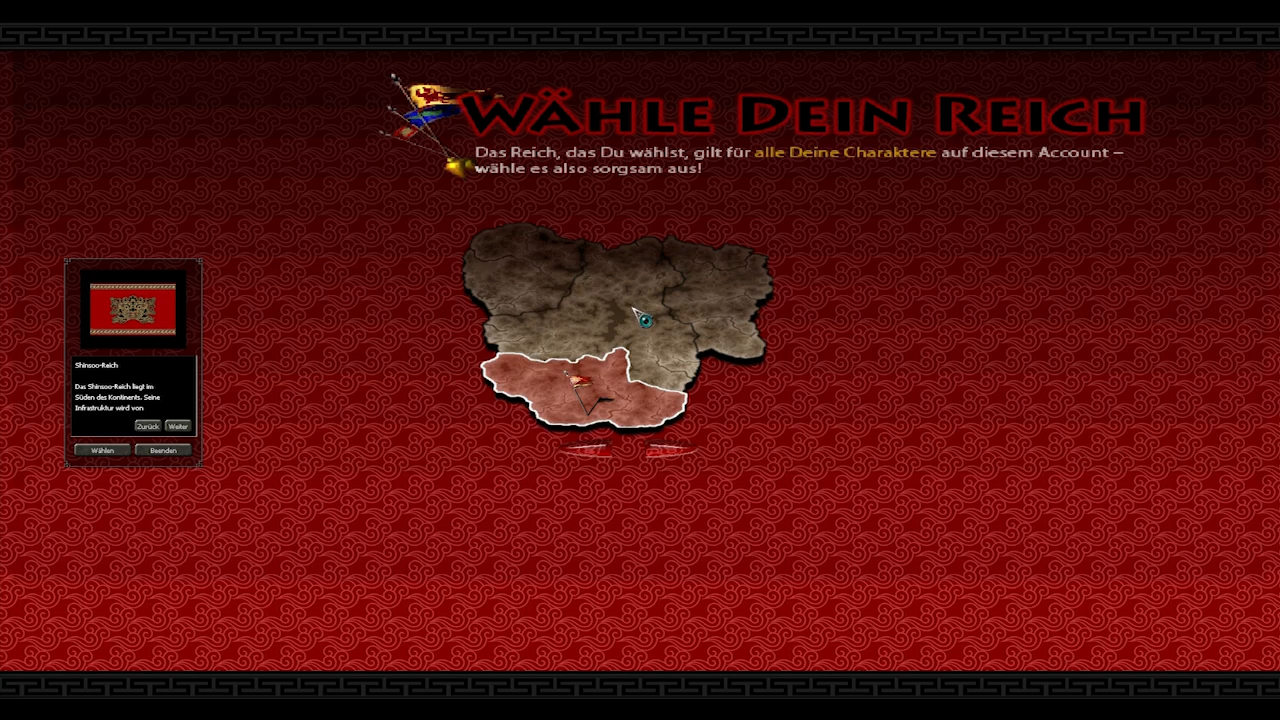 WÄHLE DEIN REICH
Das Reich, das Du wählst, gilt für alle Deine Charaktere auf diesem Account –
wähle es also sorgsam aus!
Shinsoo-Reich
Das Shinsoo-Reich liegt im
Süden des Kontinents. Seine
Infrastruktur wird von
Zurück Weiter
Wählen Beenden